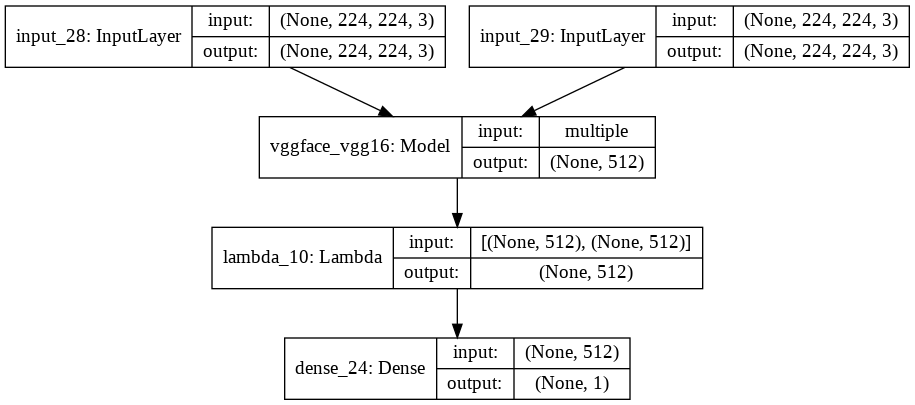 input_28: InputLayer
input: (None, 224, 224, 3)
output: (None, 224, 224, 3)
input_29: InputLayer
input: (None, 224, 224, 3)
output: (None, 224, 224, 3)
vggface_vgg16: Model
input: multiple
output: (None, 512)
lambda_10: Lambda
input: [(None, 512), (None, 512)]
output: (None, 512)
dense_24: Dense
input: (None, 512)
output: (None, 1)